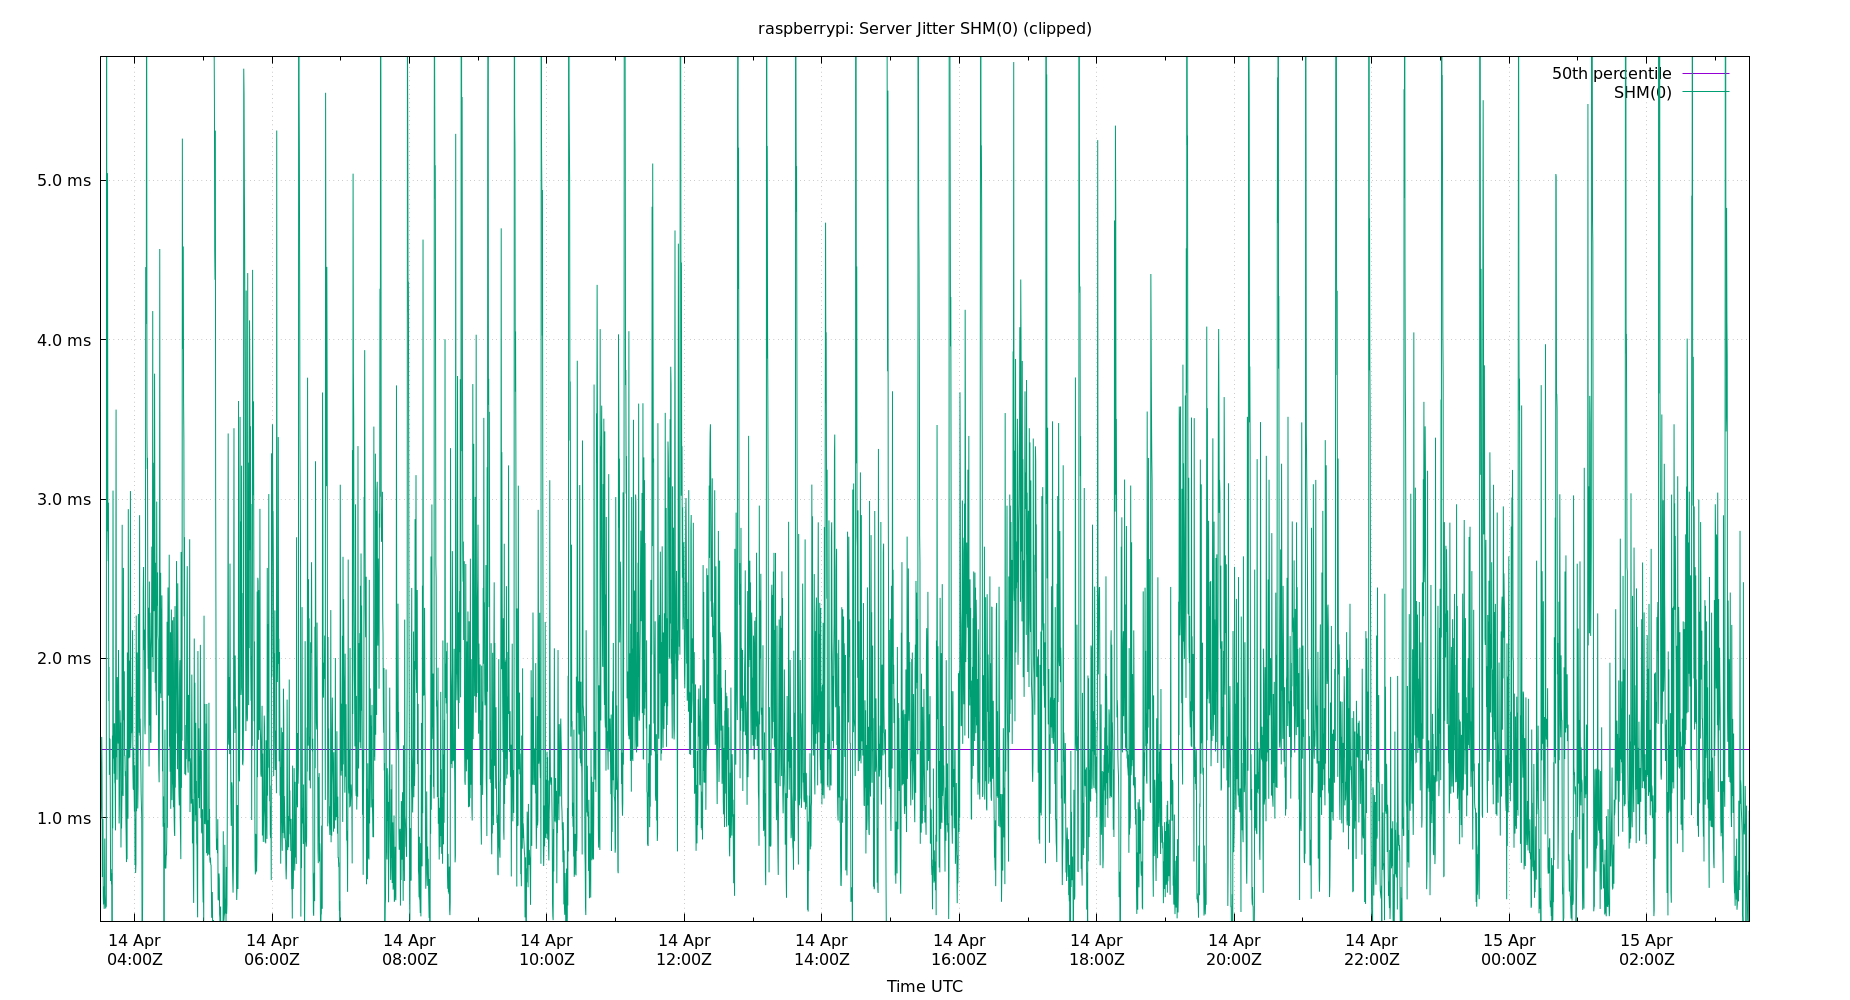 raspberrypi: Server Jitter SHM(0) (clipped)
50th percentile
SHM(0)
5.0 ms
4.0 ms
3.0 ms
2.0 ms
1.0 ms
14 Apr 14 Apr 14 Apr 14 Apr 14 Apr 14 Apr 14 Apr 14 Apr 14 Apr 14 Apr 15 Apr 15 Apr
04:00Z 06:00Z 08:00Z 10:00Z 12:00Z 14:00Z 16:00Z 18:00Z 20:00Z 22:00Z 00:00Z 02:00Z
Time UTC